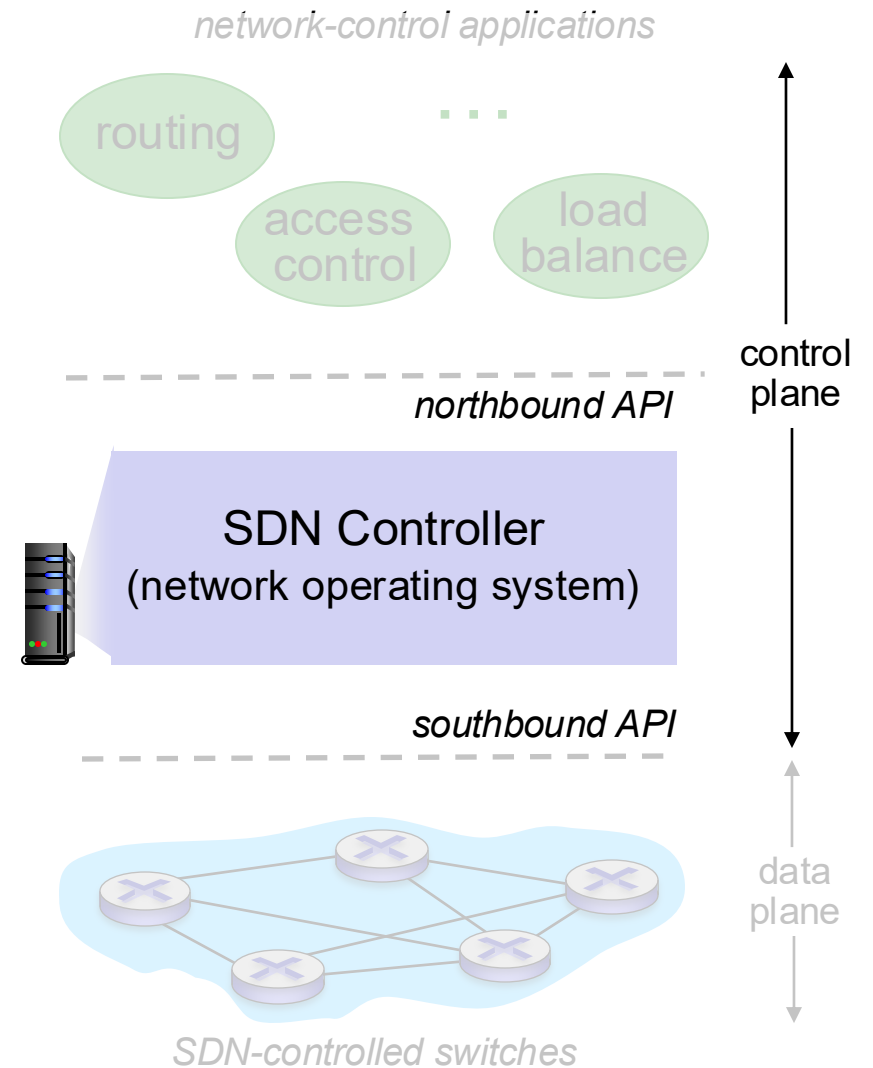 network-control applications
routing
. . .
access
control
load
balance
control
plane
northbound API
SDN Controller
(network operating system)
southbound API
data
plane
SDN-controlled switches